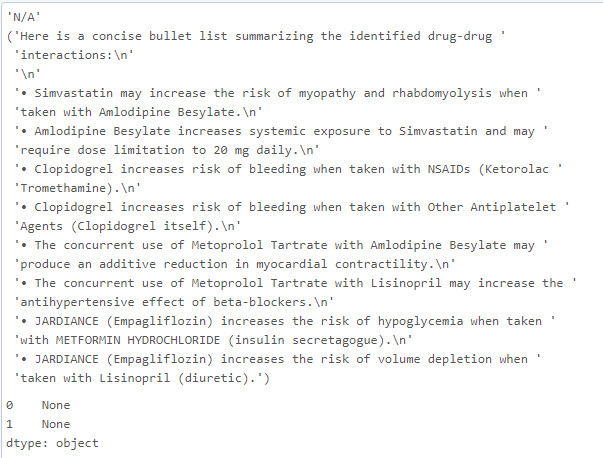 'N/A'
('Here is a concise bullet list summarizing the identified drug-drug '
'interactions:\n'
'\n'
'• Simvastatin may increase the risk of myopathy and rhabdomyolysis when '
'taken with Amlodipine Besylate.\n'
'• Amlodipine Besylate increases systemic exposure to Simvastatin and may '
'require dose limitation to 20 mg daily.\n'
'• Clopidogrel increases risk of bleeding when taken with NSAIDs (Ketorolac '
'Tromethamine).\n'
'• Clopidogrel increases risk of bleeding when taken with Other Antiplatelet '
'Agents (Clopidogrel itself).\n'
'• The concurrent use of Metoprolol Tartrate with Amlodipine Besylate may '
'produce an additive reduction in myocardial contractility.\n'
'• The concurrent use of Metoprolol Tartrate with Lisinopril may increase the '
'antihypertensive effect of beta-blockers.\n'
'• JARDIANCE (Empagliflozin) increases the risk of hypoglycemia when taken '
'with METFORMIN HYDROCHLORIDE (insulin secretagogue).\n'
'• JARDIANCE (Empagliflozin) increases the risk of volume depletion when '
'taken with Lisinopril (diuretic).')
0 None
1 None
dtype: object